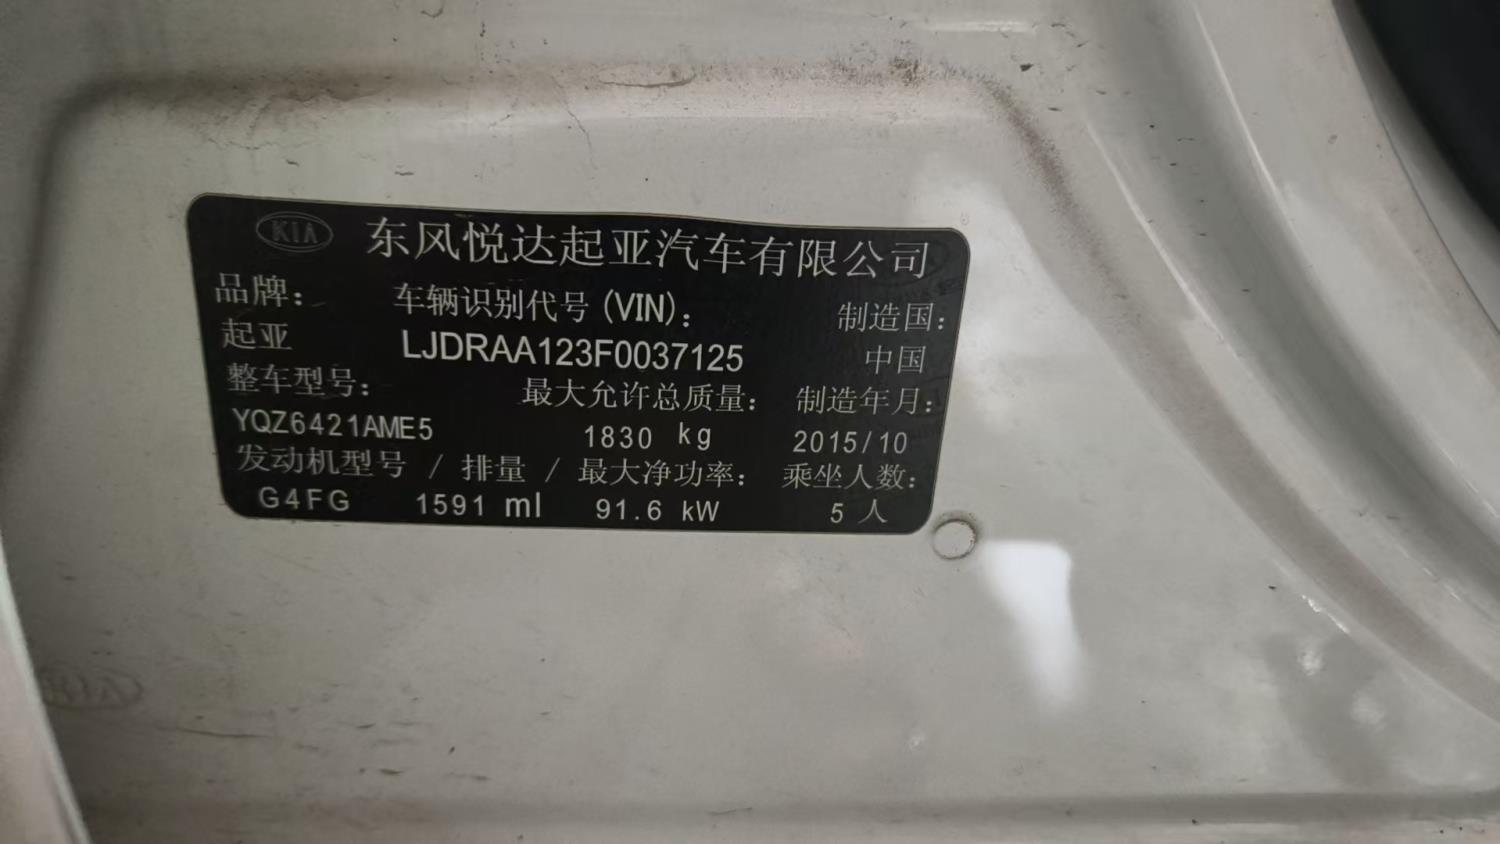 KIA 东风悦达起亚汽车有限公司
品牌： 车辆识别代号(VIN)： 制造国：
起亚 LJDRAA123F0037125 中国
整车型号： 最大允许总质量： 制造年月：
YQZ6421AME5 1830 kg 2015/10
发动机型号 / 排量 / 最大净功率： 乘坐人数：
G4FG 1591 ml 91.6 kW 5 人